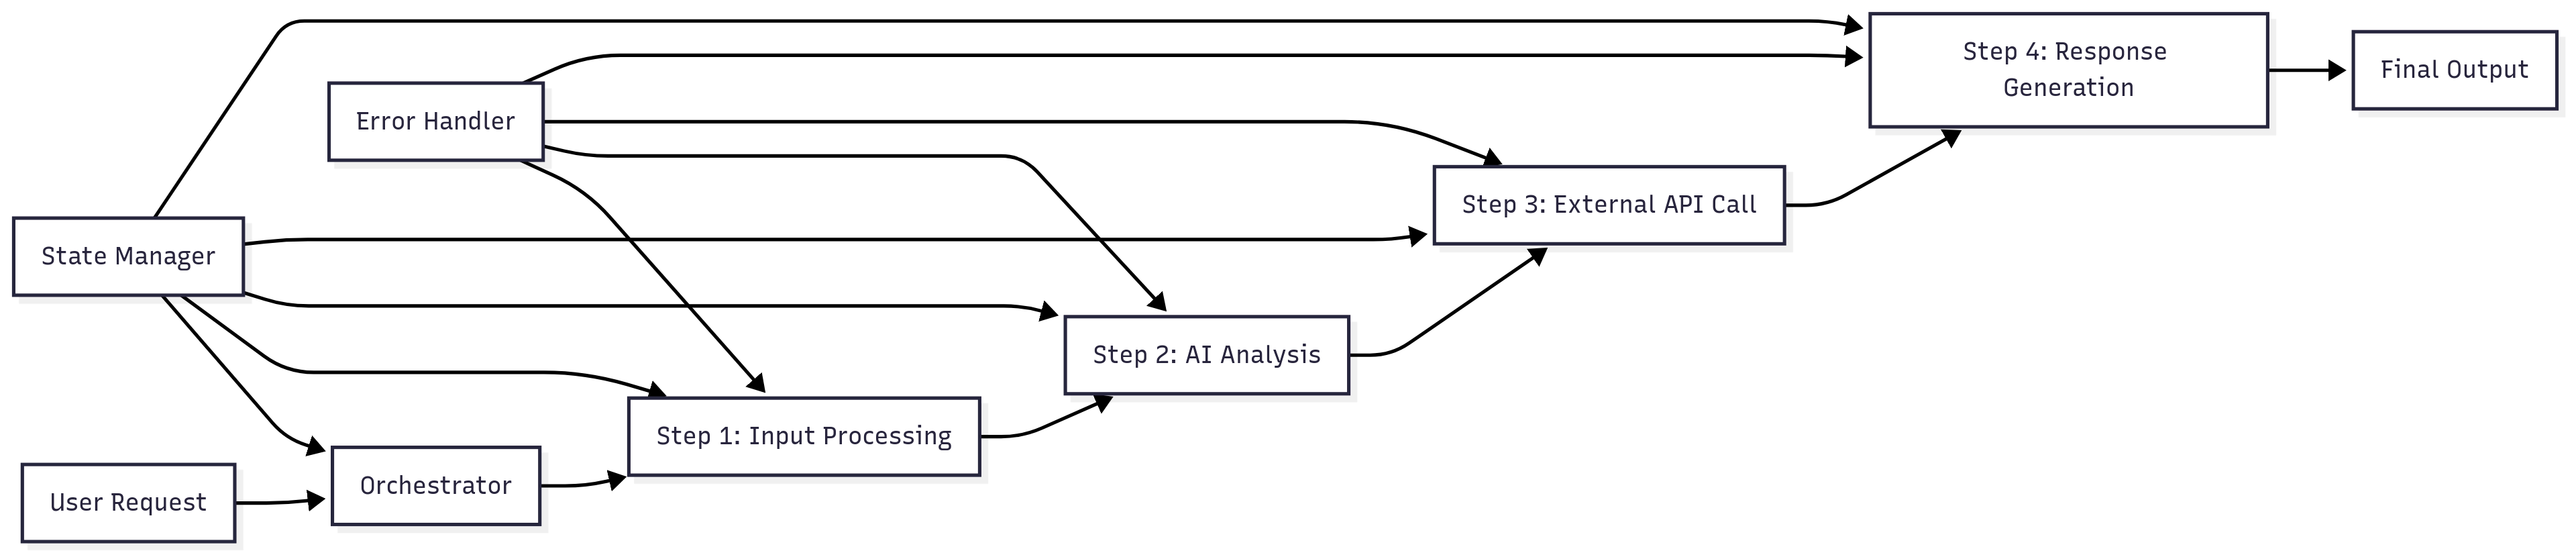 Step 4: Response
Generation
Final Output
Error Handler
Step 3: External API Call
State Manager
Step 2: AI Analysis
Step 1: Input Processing
Orchestrator
User Request